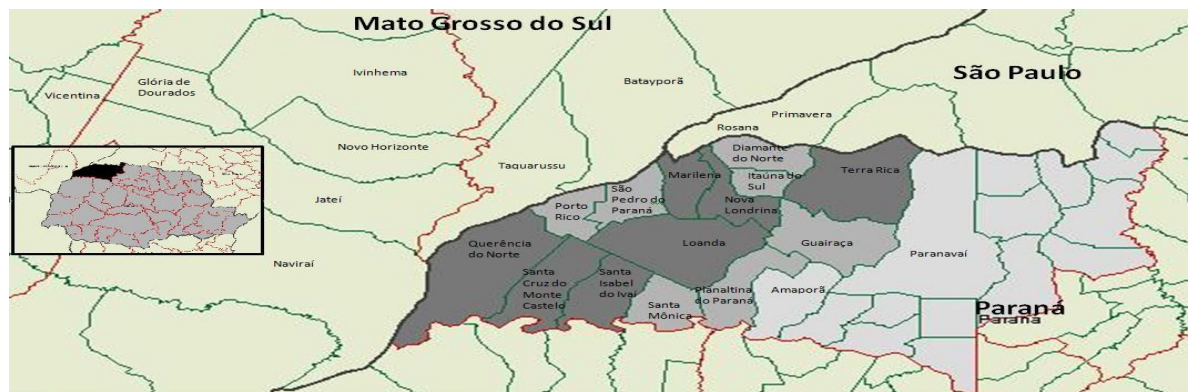 Mato Grosso do Sul
São Paulo
Glória de
Dourados
Vicentina
Ivinhema
Batayporã
Primavera
Rosana
Novo Horizonte
Taquarussu
Jateí
Naviraí
Diamante
do Norte
Itaúna do
Sul
Terra Rica
Marilena
Nova
Londrina
São
Pedro do
Paraná
Porto
Rico
Querência
do Norte
Loanda
Guairaça
Paranavaí
Santa
Cruz do
Monte
Castelo
Santa
Isabel
do Ivaí
Santa
Mônica
Planaltina
do Paraná
Amaporã
Paraná
Paraná